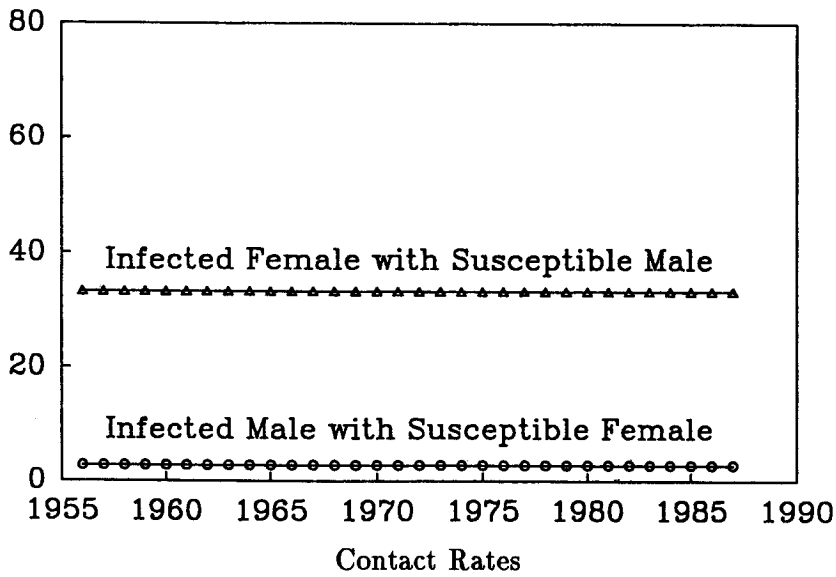 80
60
40
20
0
Infected Female with Susceptible Male
Infected Male with Susceptible Female
1955 1960 1965 1970 1975 1980 1985 1990
Contact Rates